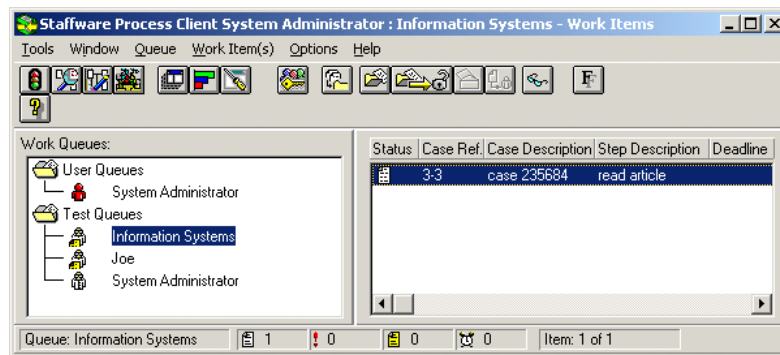 Staffware Process Client System Administrator : Information Systems - Work Items
Tools Window Queue Work Item(s) Options Help
Work Queues:
User Queues
System Administrator
Test Queues
Information Systems
Joe
System Administrator
Status Case Ref. Case Description Step Description Deadline
3-3 case 235684 read article
Queue: Information Systems 1 0 0 0 Item: 1 of 1